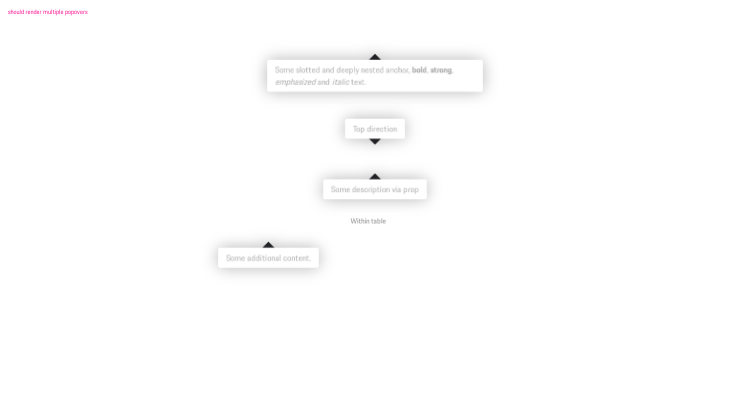 should render multiple popovers
Some slotted and deeply nested anchor, bold, strong,
emphasized and italic text.
Top direction
Some description via prop
Within table
Some additional content.